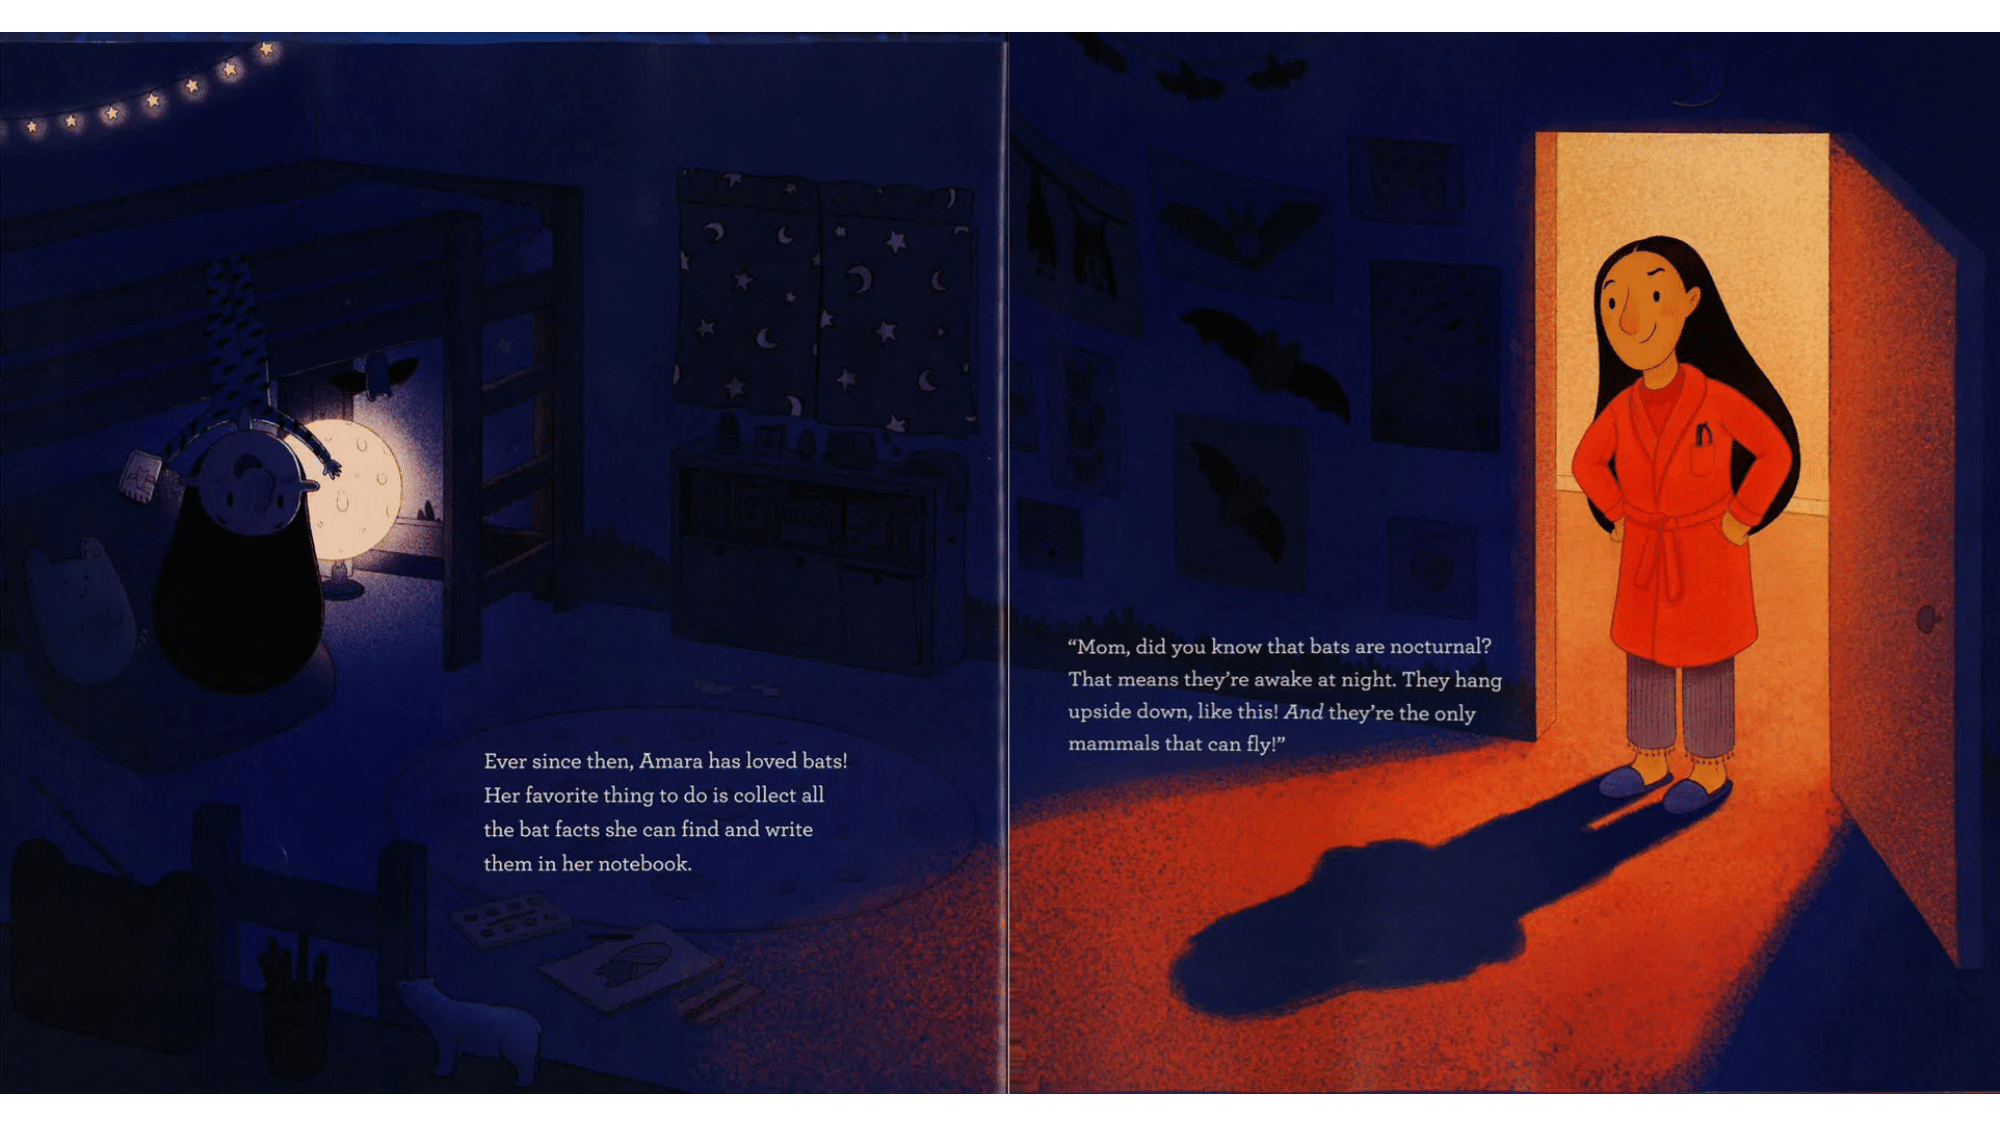 Ever since then, Amara has loved bats!
Her favorite thing to do is collect all
the bat facts she can find and write
them in her notebook.
“Mom, did you know that bats are nocturnal?
That means they’re awake at night. They hang
upside down, like this! And they’re the only
mammals that can fly!”